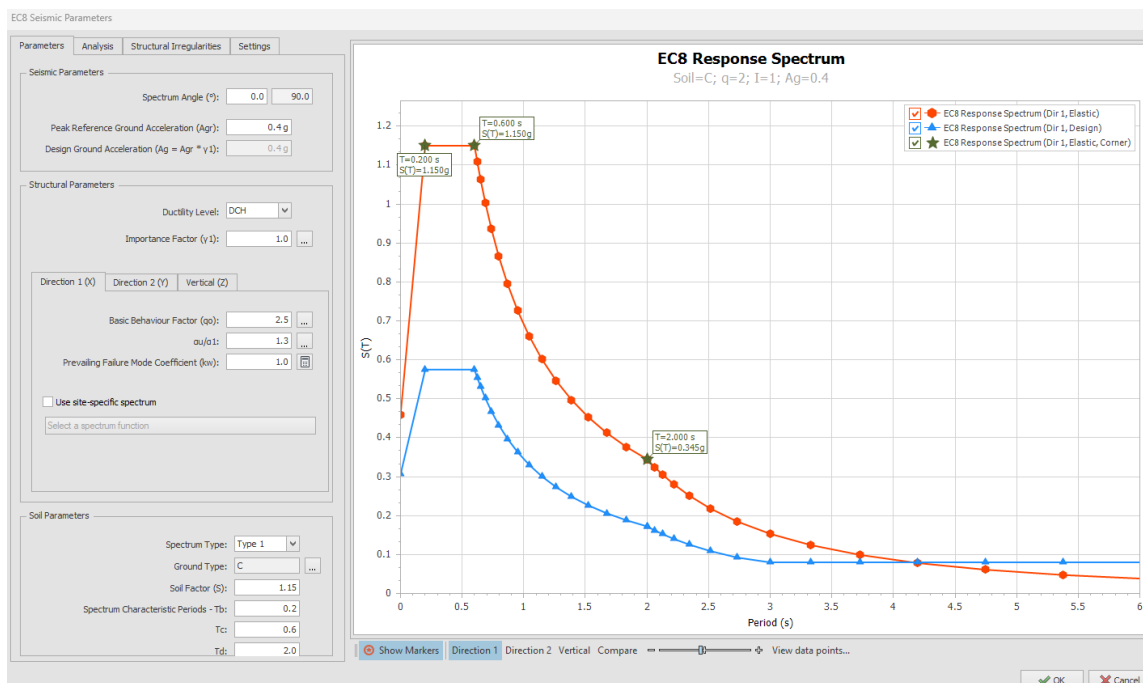 EC8 Seismic Parameters
Parameters Analysis Structural Irregularities Settings
Seismic Parameters
Spectrum Angle (°): 0.0 90.0
Peak Reference Ground Acceleration (Agr): 0.4 g
Design Ground Acceleration (Ag = Agr * γ1): 0.4 g
Structural Parameters
Ductility Level: DCH
Importance Factor (γ1): 1.0 ...
Direction 1 (X) Direction 2 (Y) Vertical (Z)
Basic Behaviour Factor (qo): 2.5 ...
αu/α1: 1.3 ...
Prevailing Failure Mode Coefficient (kw): 1.0
Use site-specific spectrum
Select a spectrum function
Soil Parameters
Spectrum Type: Type 1
Ground Type: C ...
Soil Factor (S): 1.15
Spectrum Characteristic Periods - Tb: 0.2
Tc: 0.6
Td: 2.0
EC8 Response Spectrum
Soil=C; q=2; I=1; Ag=0.4
EC8 Response Spectrum (Dir 1, Elastic)
EC8 Response Spectrum (Dir 1, Design)
EC8 Response Spectrum (Dir 1, Elastic, Corner)
T=0.600 s
S(T)=1.150g
T=0.200 s
S(T)=1.150g
T=2.000 s
S(T)=0.345g
S(T)
1.2
1.1
1
0.9
0.8
0.7
0.6
0.5
0.4
0.3
0.2
0.1
0
0 0.5 1 1.5 2 2.5 3 3.5 4 4.5 5 5.5 6
Period (s)
Show Markers Direction 1 Direction 2 Vertical Compare View data points...
OK Cancel